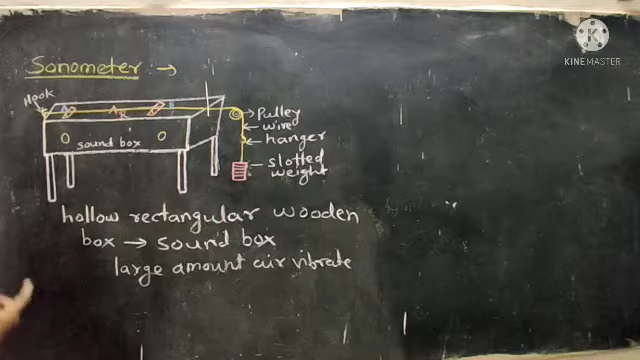 Sonometer →
Hook
A
A
R
B
sound box
→ Pulley
wire
hanger
slotted
weight
hollow rectangular wooden
box → sound box
large amount air vibrate
K
KINEMASTER